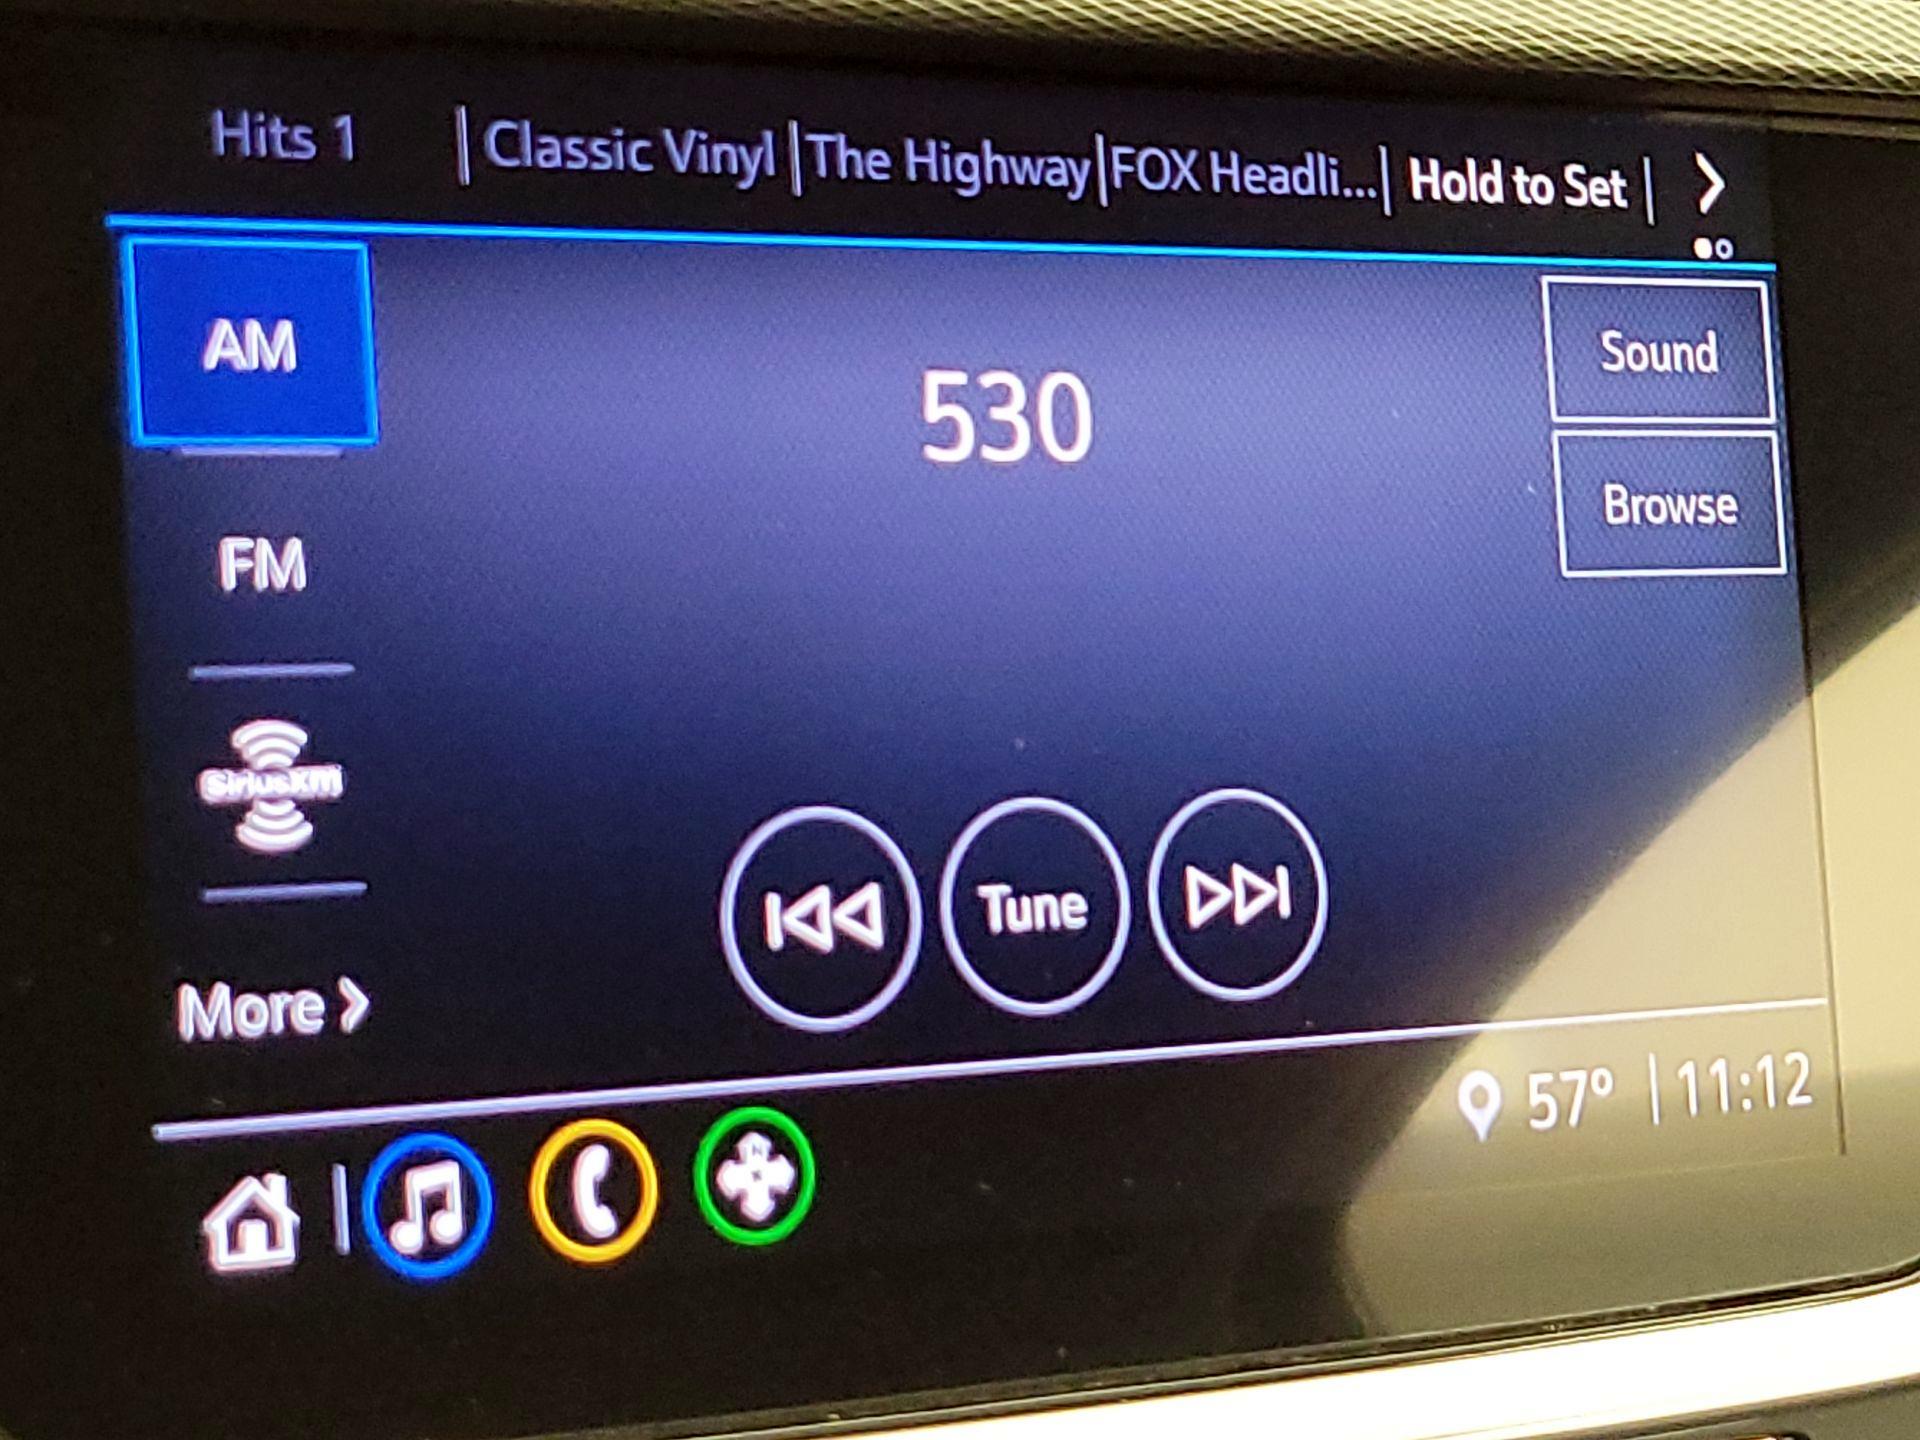 Hits 1 | Classic Vinyl | The Highway | FOX Headli... | Hold to Set |
AM
530
Sound
Browse
FM
SiriusXM
Tune
More
57° | 11:12
N